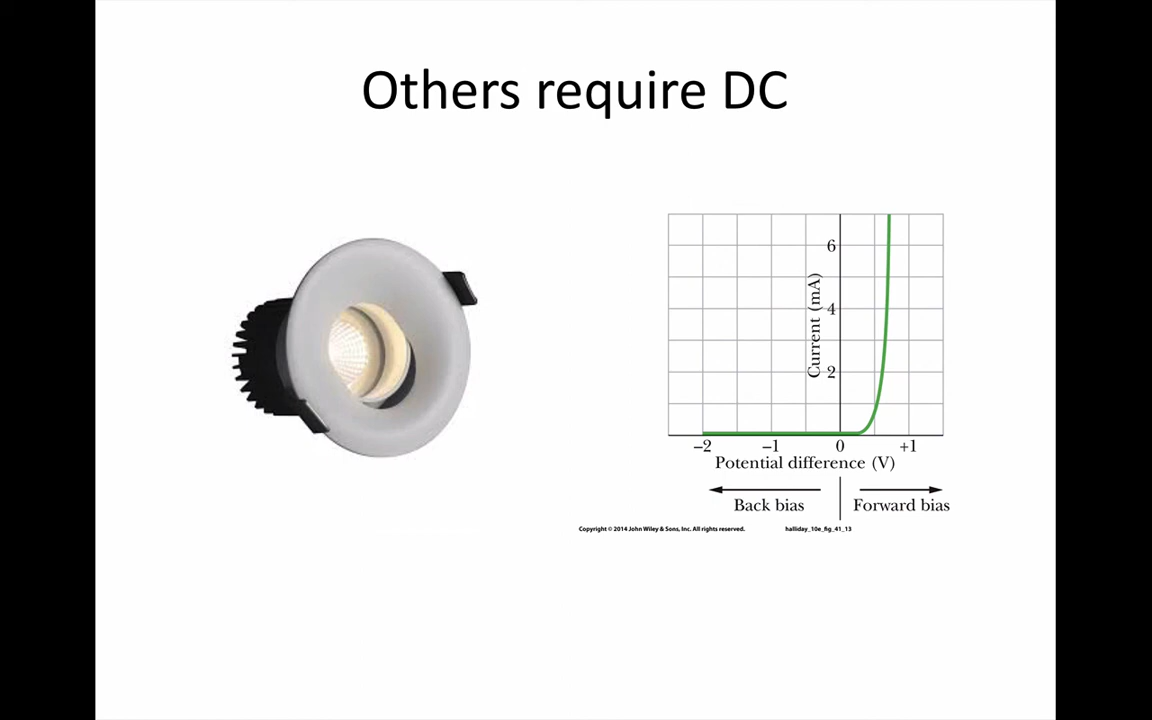 Others require DC
6
4
2
Current (mA)
−2 −1 0 +1
Potential difference (V)
Back bias Forward bias
Copyright © 2014 John Wiley & Sons, Inc. All rights reserved. halliday_10e_fig_41_13